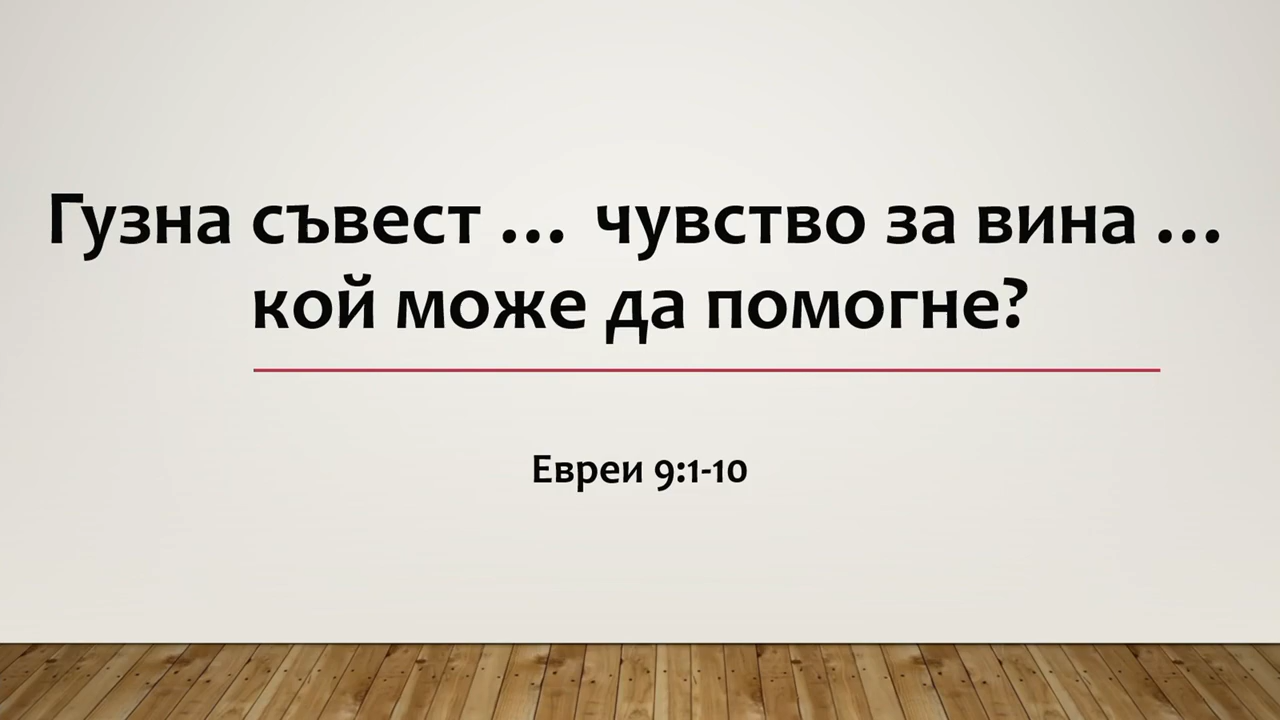 Гузна съвест … чувство за вина …
кой може да помогне?
Евреи 9:1-10